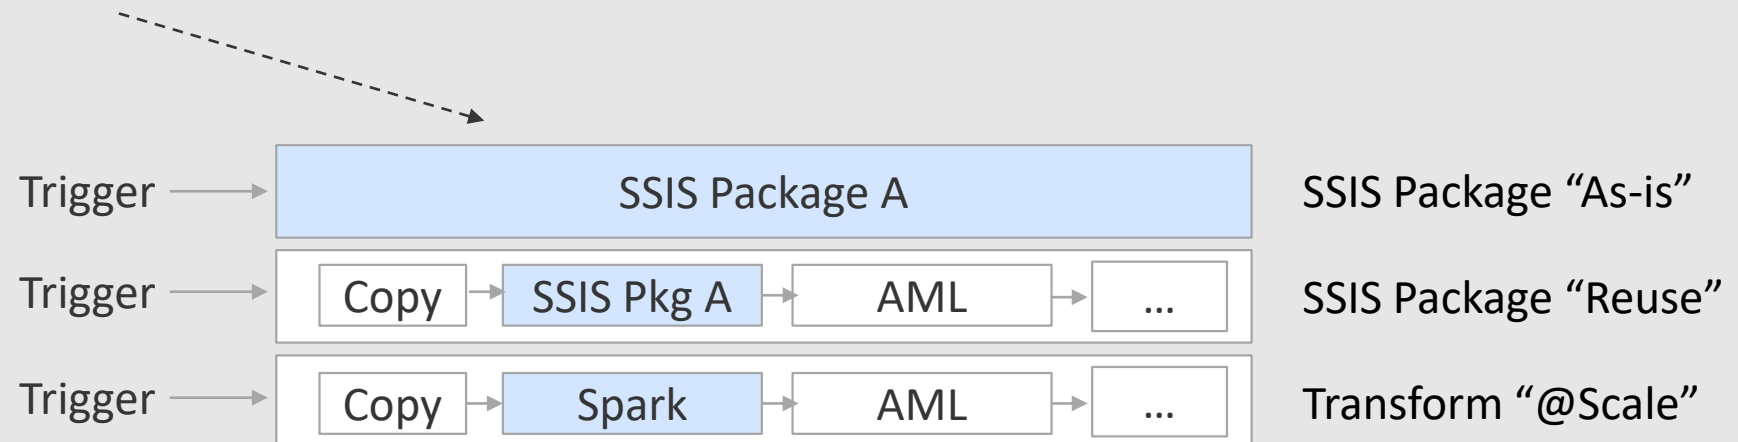 Trigger SSIS Package A SSIS Package “As-is”
Trigger Copy SSIS Pkg A AML ... SSIS Package “Reuse”
Trigger Copy Spark AML ... Transform “@Scale”